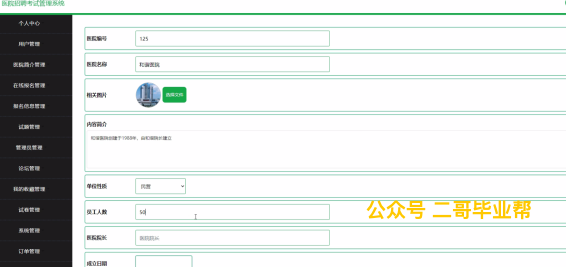 医院招聘考试管理系统
个人中心
用户管理
医院简介管理
在线报名管理
报名信息管理
试题管理
管理员管理
论坛管理
我的收藏管理
试卷管理
系统管理
订单管理
医院编号 125
医院名称 和谐医院
相关图片 选择文件
内容简介
和谐医院创建于1988年，由和谐院长建立
单位性质 民营
员工人数 50
公众号 二哥毕业帮
医院院长 医院院长
成立日期